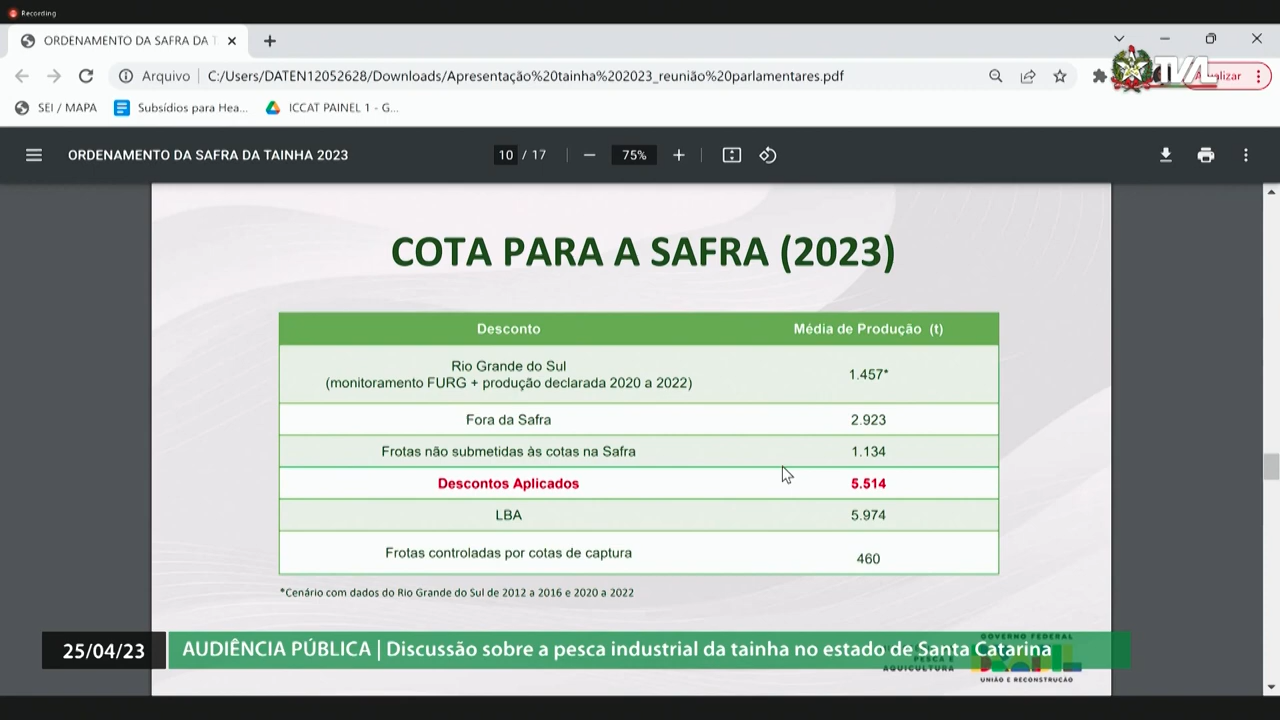 Recording
ORDENAMENTO DA SAFRA DA T
Arquivo C:/Users/DATEN12052628/Downloads/Apresentação%20tainha%202023_reunião%20parlamentares.pdf
TVAL
alizar
SEI / MAPA Subsídios para Hea... ICCAT PAINEL 1 - G...
ORDENAMENTO DA SAFRA DA TAINHA 2023 10 / 17 75%
COTA PARA A SAFRA (2023)
Desconto Média de Produção (t)
Rio Grande do Sul
(monitoramento FURG + produção declarada 2020 a 2022) 1.457*
Fora da Safra 2.923
Frotas não submetidas às cotas na Safra 1.134
Descontos Aplicados 5.514
LBA 5.974
Frotas controladas por cotas de captura 460
*Cenário com dados do Rio Grande do Sul de 2012 a 2016 e 2020 a 2022
25/04/23 AUDIÊNCIA PÚBLICA | Discussão sobre a pesca industrial da tainha no estado de Santa Catarina
GOVERNO FEDERAL
PESCA E
AQUICULTURA
UNIÃO E RECONSTRUÇÃO